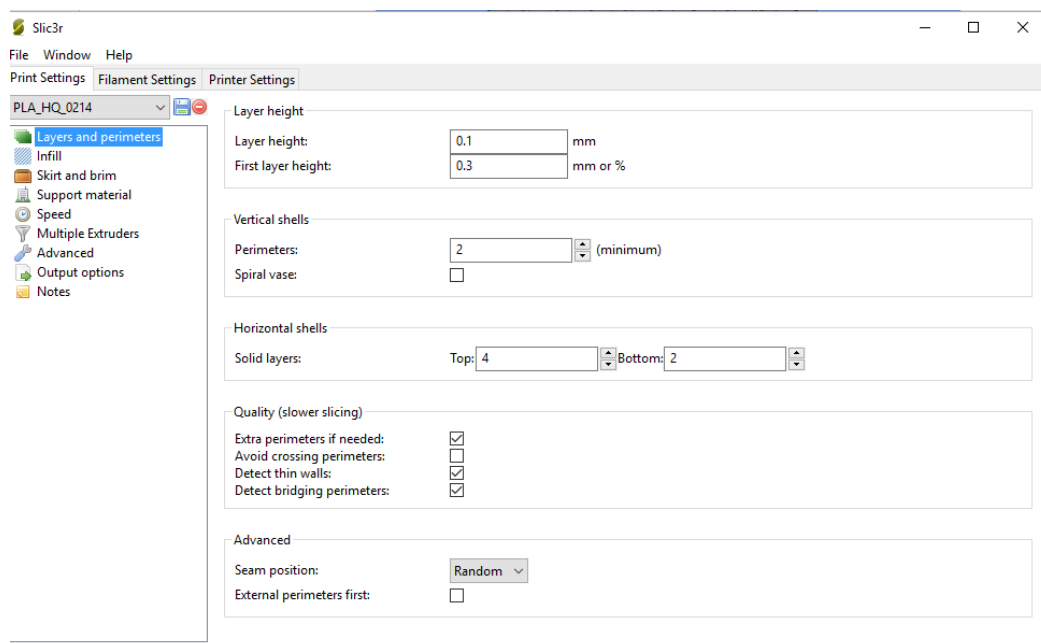 Slic3r
File Window Help
Print Settings Filament Settings Printer Settings
PLA_HQ_0214
Layers and perimeters
Infill
Skirt and brim
Support material
Speed
Multiple Extruders
Advanced
Output options
Notes
Layer height
Layer height: 0.1 mm
First layer height: 0.3 mm or %
Vertical shells
Perimeters: 2 (minimum)
Spiral vase:
Horizontal shells
Solid layers: Top: 4 Bottom: 2
Quality (slower slicing)
Extra perimeters if needed:
Avoid crossing perimeters:
Detect thin walls:
Detect bridging perimeters:
Advanced
Seam position: Random
External perimeters first: